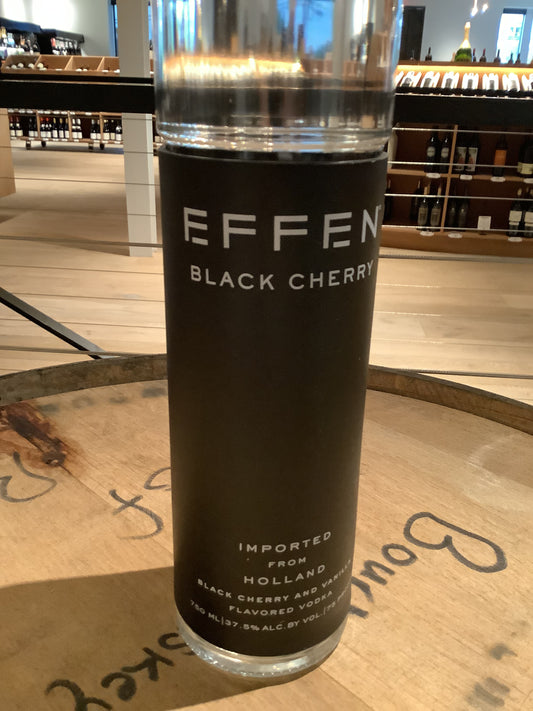 EFFEN
BLACK CHERRY
IMPORTED
FROM
HOLLAND
BLACK CHERRY AND VANILLA
FLAVORED VODKA
750 ML|37.5% ALC. BY VOL.|75